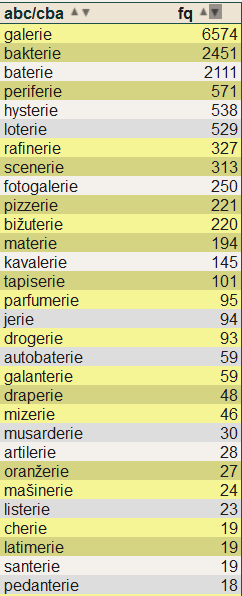 abc/cba fq
galerie 6574
bakterie 2451
baterie 2111
periferie 571
hysterie 538
loterie 529
rafinerie 327
scenerie 313
fotogalerie 250
pizzerie 221
bižuterie 220
materie 194
kavalerie 145
tapiserie 101
parfumerie 95
jerie 94
drogerie 93
autobaterie 59
galanterie 59
draperie 48
mizerie 46
musarderie 30
artilerie 28
oranžerie 27
mašinerie 24
listerie 23
cherie 19
latimerie 19
santerie 19
pedanterie 18